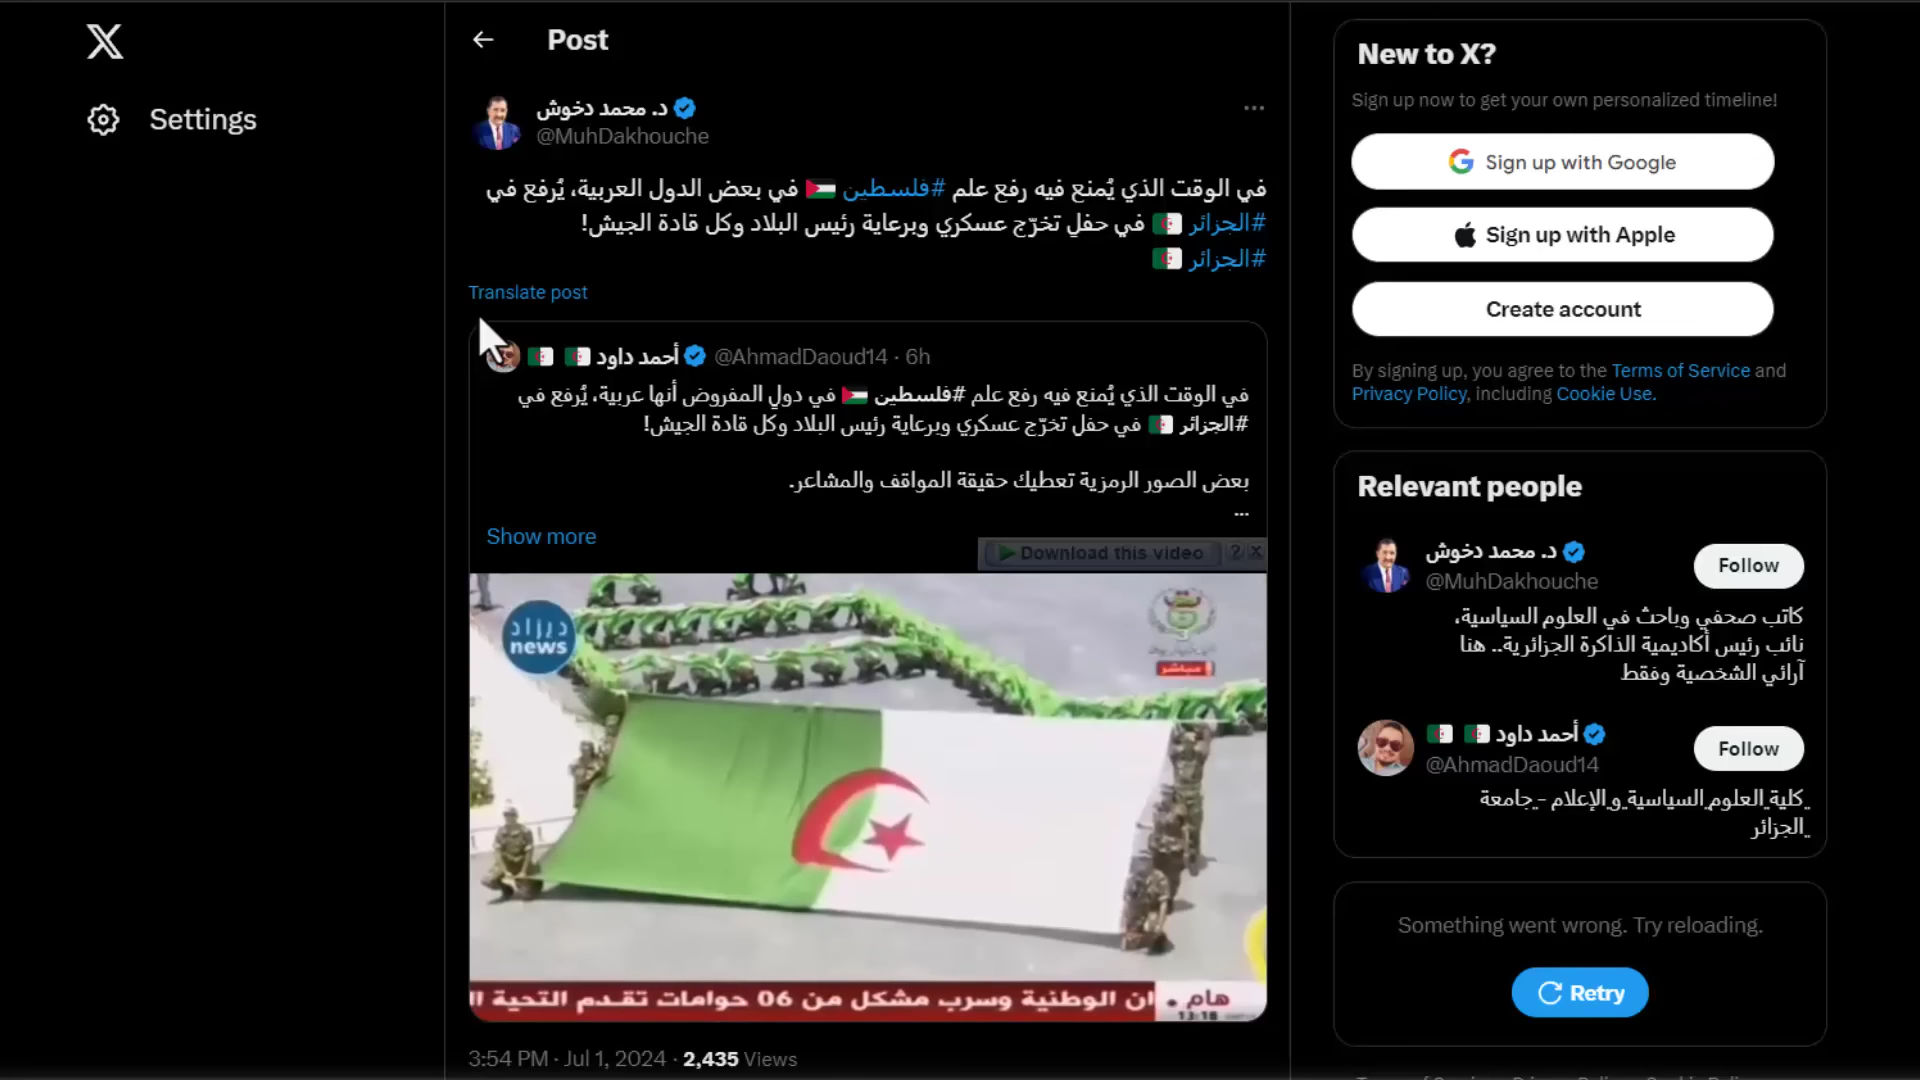 Post
Settings
د. محمد دخوش
@MuhDakhouche
في الوقت الذي يُمنع فيه رفع علم #فلسطين 🇵🇸 في بعض الدول العربية، يُرفع في
#الجزائر 🇩🇿 في حفلِ تخرّج عسكري وبرعاية رئيس البلاد وكل قادة الجيش!
#الجزائر 🇩🇿
Translate post
🇩🇿 🇩🇿 أحمد داود @AhmadDaoud14 · 6h
في الوقت الذي يُمنع فيه رفع علم #فلسطين 🇵🇸 في دولِ المفروض أنها عربية، يُرفع في
#الجزائر 🇩🇿 في حفل تخرّج عسكري وبرعاية رئيس البلاد وكل قادة الجيش!
بعض الصور الرمزية تعطيك حقيقة المواقف والمشاعر.
...
Show more
Download this video ? X
ديزاد
news
3
مباشر
هام • ان الوطنية وسرب مشكل من 06 حوامات تقدم التحية ال
13:18
3:54 PM · Jul 1, 2024 · 2,435 Views
New to X?
Sign up now to get your own personalized timeline!
Sign up with Google
Sign up with Apple
Create account
By signing up, you agree to the Terms of Service and
Privacy Policy, including Cookie Use.
Relevant people
د. محمد دخوش
@MuhDakhouche
Follow
كاتب صحفي وباحث في العلوم السياسية،
نائب رئيس أكاديمية الذاكرة الجزائرية.. هنا
آرائي الشخصية وفقط
🇩🇿 🇩🇿 أحمد داود
@AhmadDaoud14
Follow
كلية العلوم السياسية و الإعلام - جامعة
الجزائر
Something went wrong. Try reloading.
Retry